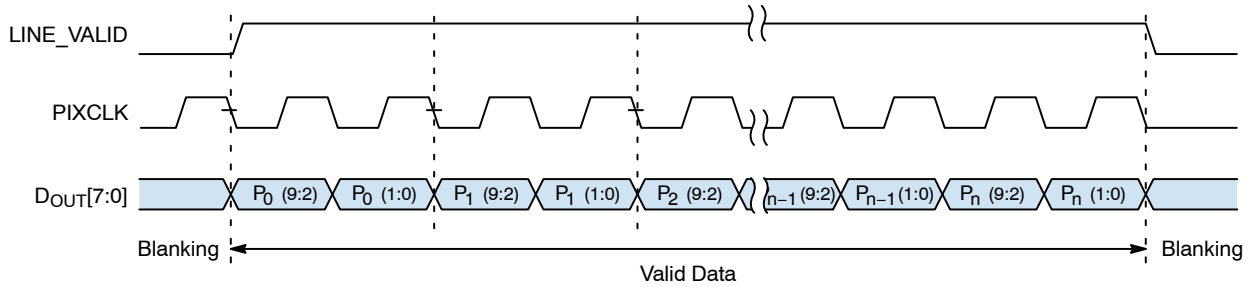 LINE_VALID
PIXCLK
DOUT[7:0]
P0 (9:2)
P0 (1:0)
P1 (9:2)
P1 (1:0)
P2 (9:2)
n−1 (9:2)
Pn−1 (1:0)
Pn (9:2)
Pn (1:0)
Blanking
Valid Data
Blanking